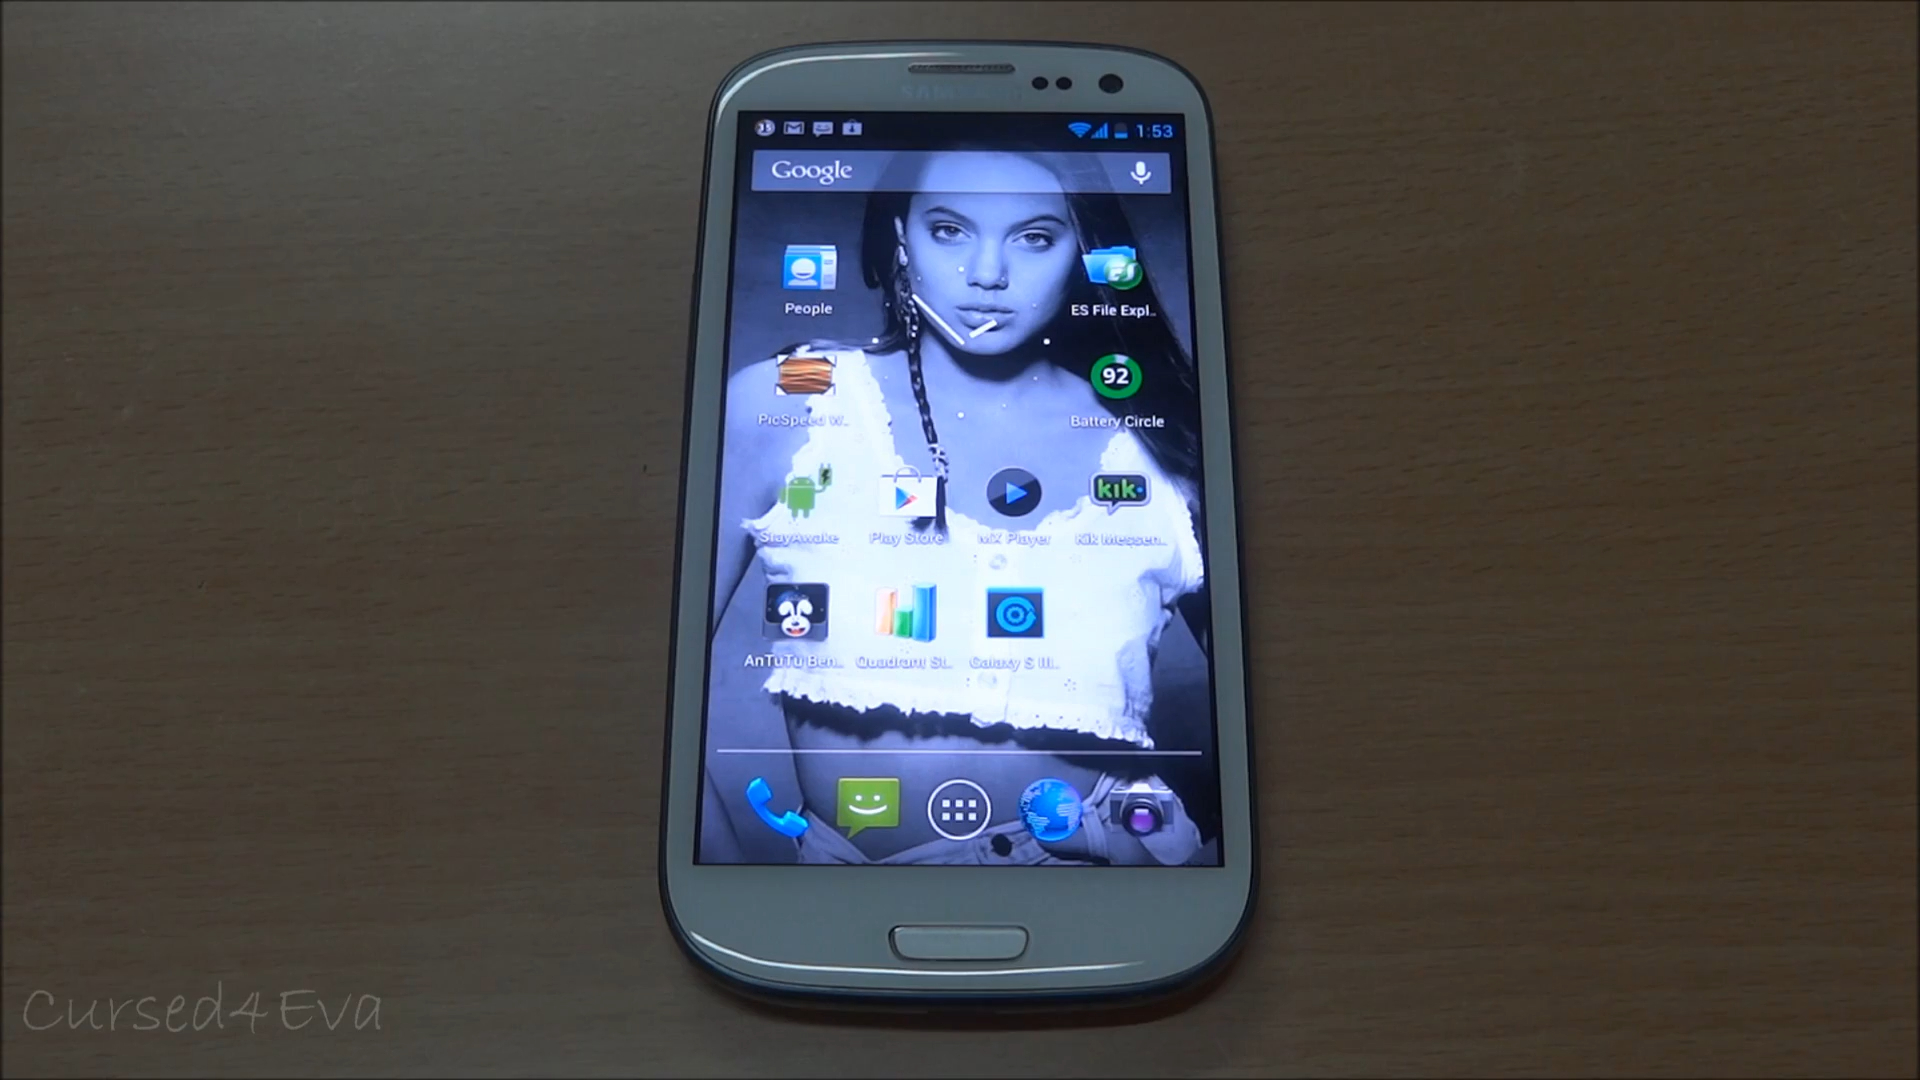 SAMSUNG
1:53
Google
People
ES File Expl..
PicSpeed W..
92
Battery Circle
kik
StayAwake
Play Store
MX Player
Kik Messen..
AnTuTu Ben..
Quadrant St..
Galaxy S III..
Cursed4Eva